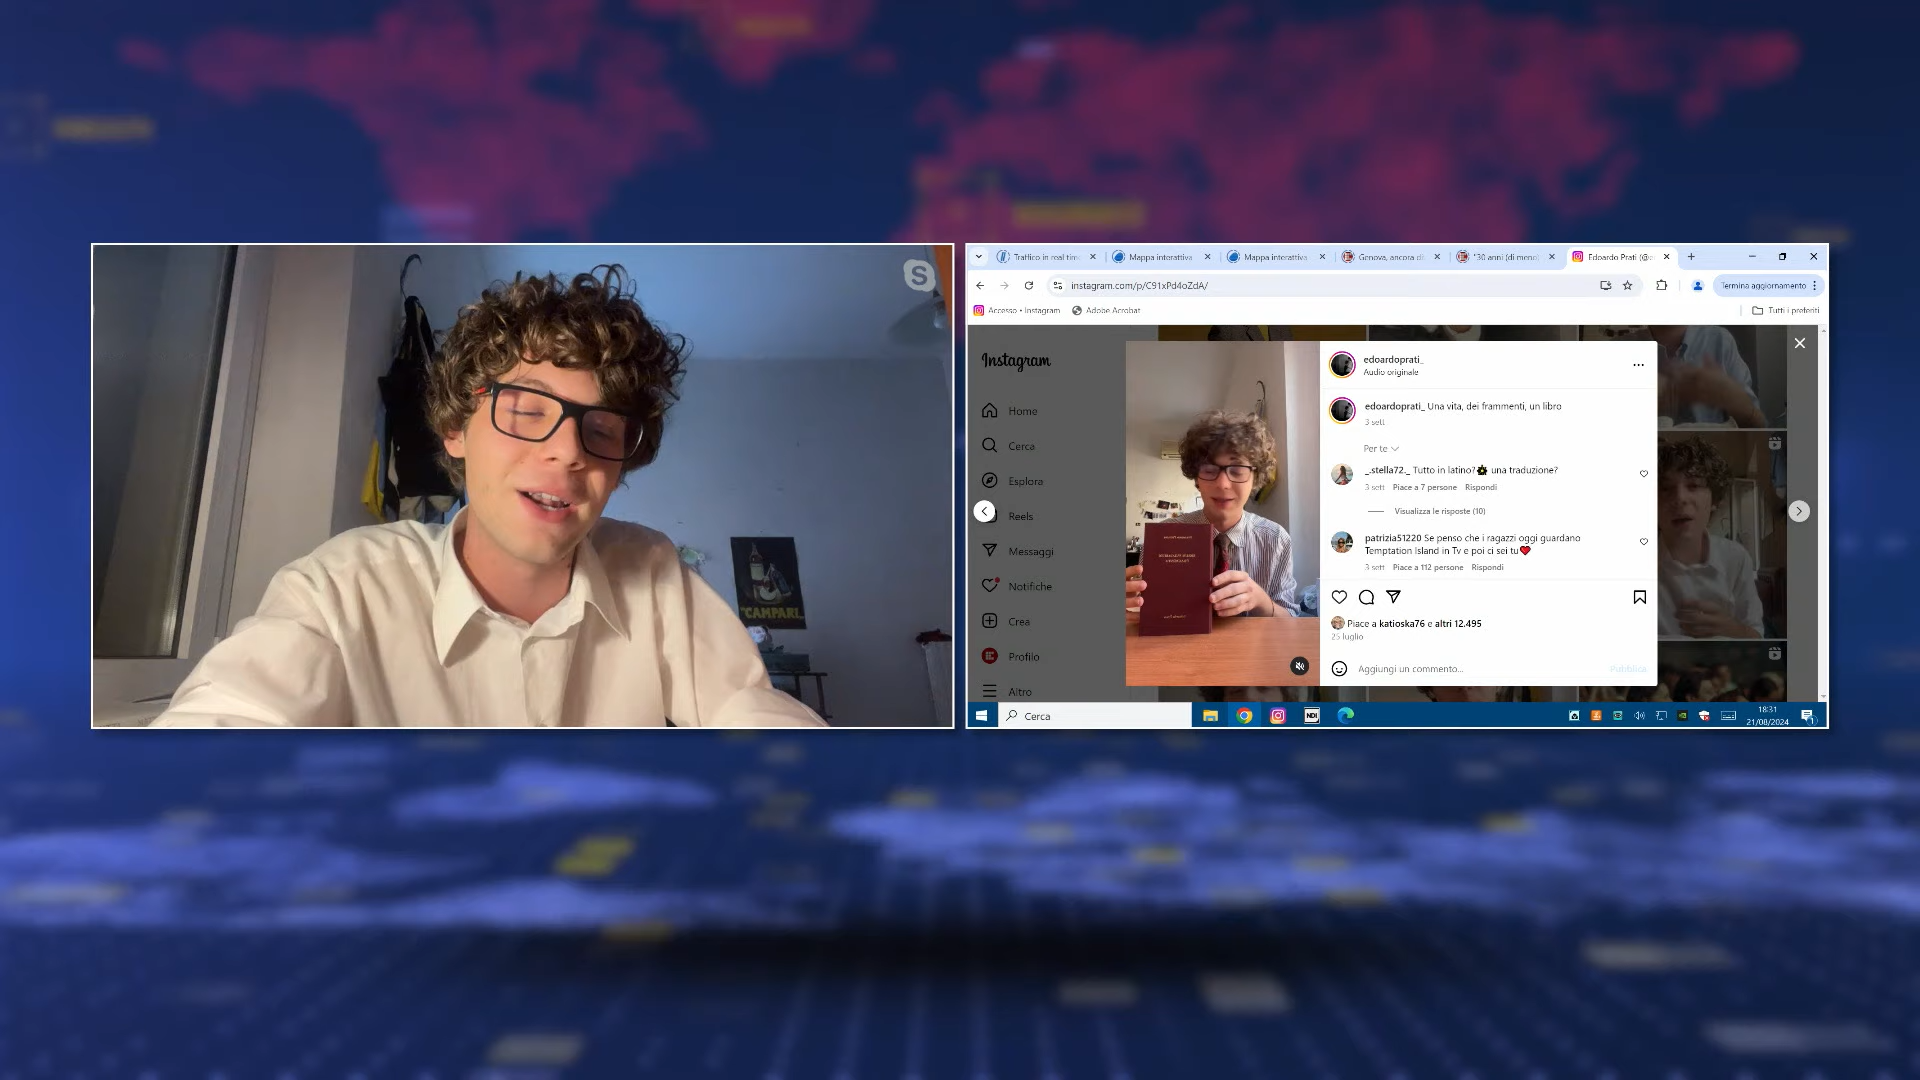 CAMPARI
Traffico in real tim
Mappa interattiva
Mappa interattiva
Genova, ancora di
"30 anni (di meno
Edoardo Prati (@e
instagram.com/p/C91xPd4oZdA/
Termina aggiornamento
Accesso • Instagram
Adobe Acrobat
Tutti i preferiti
Instagram
Home
Cerca
Esplora
Reels
Messaggi
Notifiche
Crea
Profilo
Altro
edoardoprati_
Audio originale
edoardoprati_ Una vita, dei frammenti, un libro
3 sett
Per te
_.stella72._ Tutto in latino? una traduzione?
3 sett Piace a 7 persone Rispondi
Visualizza le risposte (10)
patrizia51220 Se penso che i ragazzi oggi guardano
Temptation Island in Tv e poi ci sei tu❤
3 sett Piace a 112 persone Rispondi
Piace a katioska76 e altri 12.495
25 luglio
Aggiungi un commento...
Pubblica
Cerca
NDI
18:31
21/08/2024